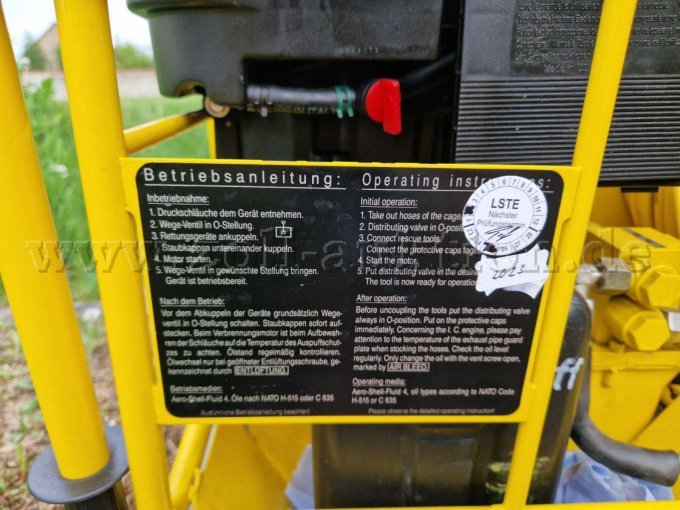 MADE IN ITALY
Betriebsanleitung:
Inbetriebnahme:
1. Druckschläuche dem Gerät entnehmen.
2. Wege-Ventil in O-Stellung.
3. Rettungsgeräte ankuppeln.
Staubkappen untereinander kuppeln.
4. Motor starten.
5. Wege-Ventil in gewünschte Stellung bringen.
Gerät ist betriebsbereit.
Nach dem Betrieb:
Vor dem Abkuppeln der Geräte grundsätzlich Wege-
ventil in O-Stellung schalten. Staubkappen sofort auf-
stecken. Beim Verbrennungsmotor ist beim Aufbewah-
ren der Schläuche auf die Temperatur des Auspuffschut-
zes zu achten. Ölstand regelmäßig kontrollieren.
Ölwechsel nur bei geöffneter Entlüftungsschraube, ge-
kennzeichnet durch ENTLÜFTUNG.
Betriebsmedien:
Aero-Shell-Fluid 4, Öle nach NATO H-515 oder C 635
Ausführliche Betriebsanleitung beachten!
Operating instructions:
Initial operation:
1. Take out hoses of the cage
2. Distributing valve in O-position
3. Connect rescue tools.
Connect the protective caps
4. Start the motor.
5. Put distributing valve in the desired
The tool is now ready for operation
After operation:
Before uncoupling the tools put the distributing valve
always in O-position. Put on the protective caps
immediately. Concerning the I. C. engine, please pay
attention to the temperature of the exhaust pipe guard
plate when stocking the hoses. Check the oil level
regularly. Only change the oil with the vent screw open,
marked by AIR BLEED.
Operating media:
Aero-Shell-Fluid 4, oil types according to NATO Code
H-515 or C 635
Please observe the detailed operating instruction!
LSTE
Nächster
Prüfungstermin